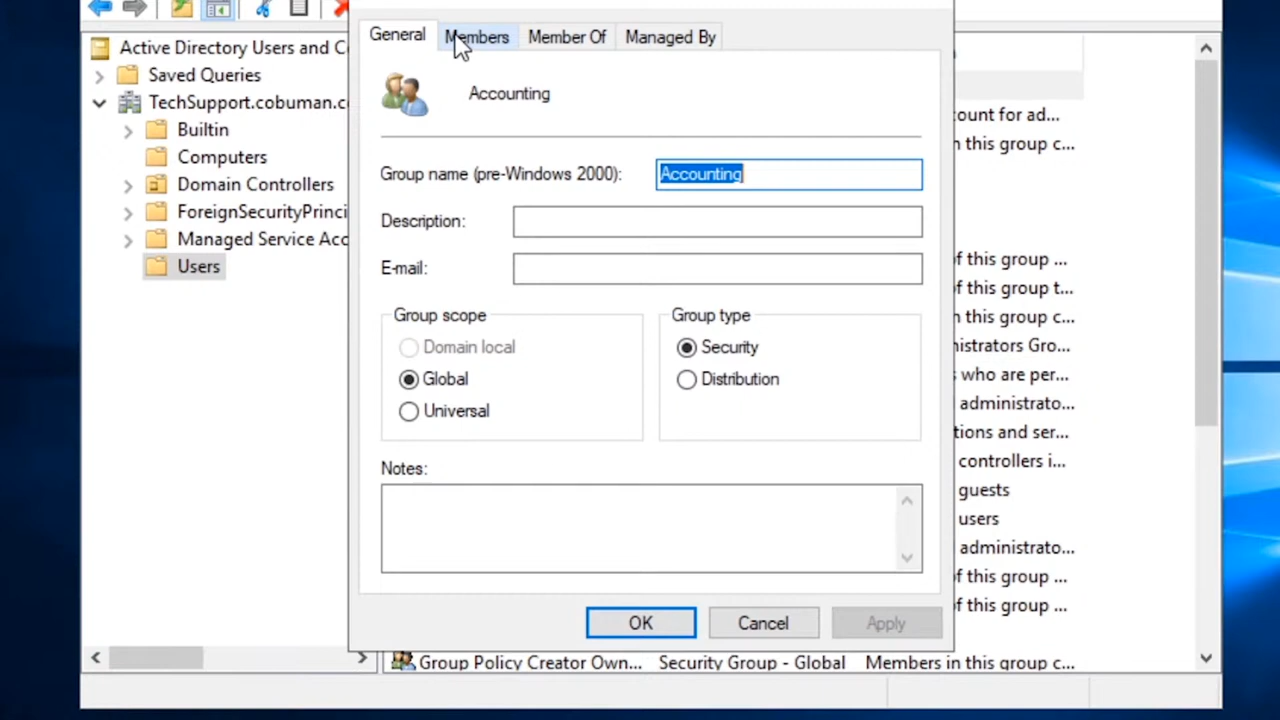 Active Directory Users and C
Saved Queries
TechSupport.cobuman.c
Builtin
Computers
Domain Controllers
ForeignSecurityPrinci
Managed Service Acc
Users
General
Members
Member Of
Managed By
Accounting
Group name (pre-Windows 2000):
Accounting
Description:
E-mail:
Group scope
Domain local
Global
Universal
Group type
Security
Distribution
Notes:
OK
Cancel
Apply
ount for ad...
n this group c...
of this group ...
of this group t...
n this group c...
nistrators Gro...
who are per...
administrato...
tions and ser...
controllers i...
guests
users
administrato...
of this group ...
of this group ...
Group Policy Creator Own...
Security Group - Global
Members in this group c...